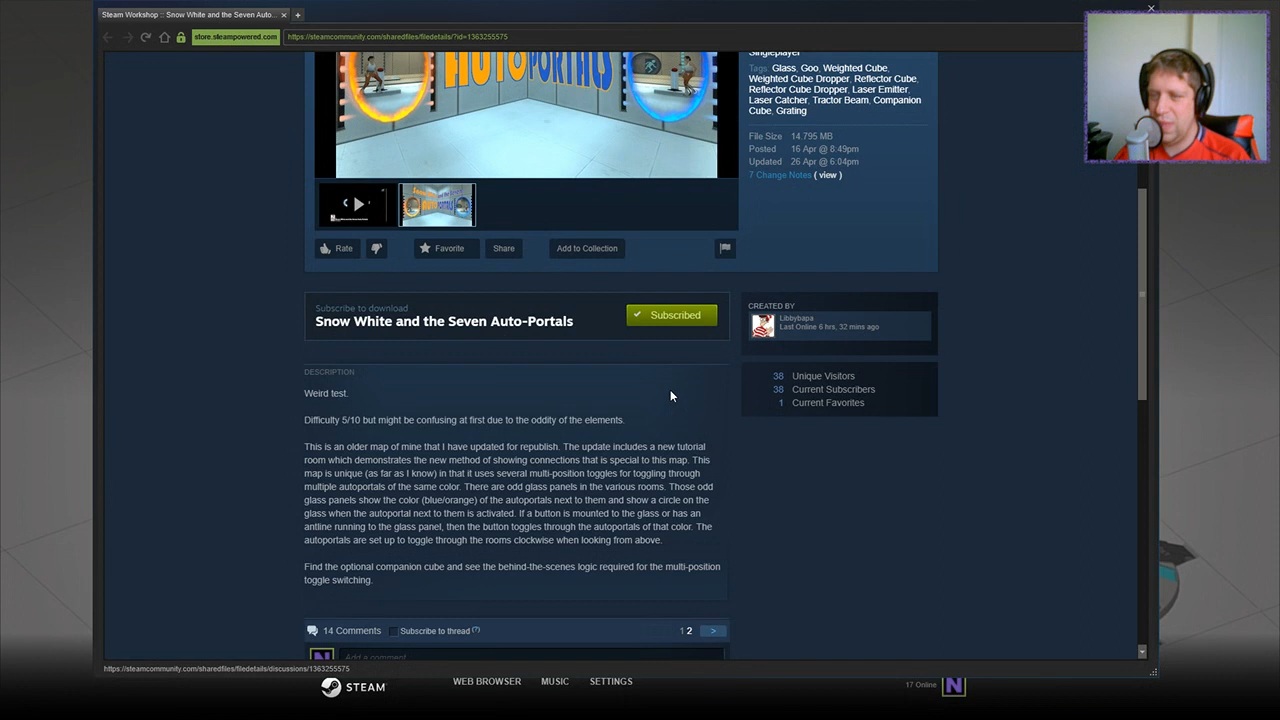 Steam Workshop :: Snow White and the Seven Auto...
store.steampowered.com
https://steamcommunity.com/sharedfiles/filedetails/?id=1363255575
AUTOPORTALS
Singleplayer
Tags: Glass, Goo, Weighted Cube,
Weighted Cube Dropper, Reflector Cube,
Reflector Cube Dropper, Laser Emitter,
Laser Catcher, Tractor Beam, Companion
Cube, Grating
File Size 14.795 MB
Posted 16 Apr @ 8:49pm
Updated 26 Apr @ 6:04pm
7 Change Notes ( view )
Rate
Favorite
Share
Add to Collection
Subscribe to download
Snow White and the Seven Auto-Portals
Subscribed
CREATED BY
Libbybapa
Last Online 6 hrs, 32 mins ago
38 Unique Visitors
38 Current Subscribers
1 Current Favorites
DESCRIPTION
Weird test.
Difficulty 5/10 but might be confusing at first due to the oddity of the elements.
This is an older map of mine that I have updated for republish. The update includes a new tutorial
room which demonstrates the new method of showing connections that is special to this map. This
map is unique (as far as I know) in that it uses several multi-position toggles for toggling through
multiple autoportals of the same color. There are odd glass panels in the various rooms. Those odd
glass panels show the color (blue/orange) of the autoportals next to them and show a circle on the
glass when the autoportal next to them is activated. If a button is mounted to the glass or has an
antline running to the glass panel, then the button toggles through the autoportals of that color. The
autoportals are set up to toggle through the rooms clockwise when looking from above.
Find the optional companion cube and see the behind-the-scenes logic required for the multi-position
toggle switching.
14 Comments
Subscribe to thread (?)
1 2 >
Add a comment
https://steamcommunity.com/sharedfiles/filedetails/discussions/1363255575
STEAM
WEB BROWSER
MUSIC
SETTINGS
17 Online
N